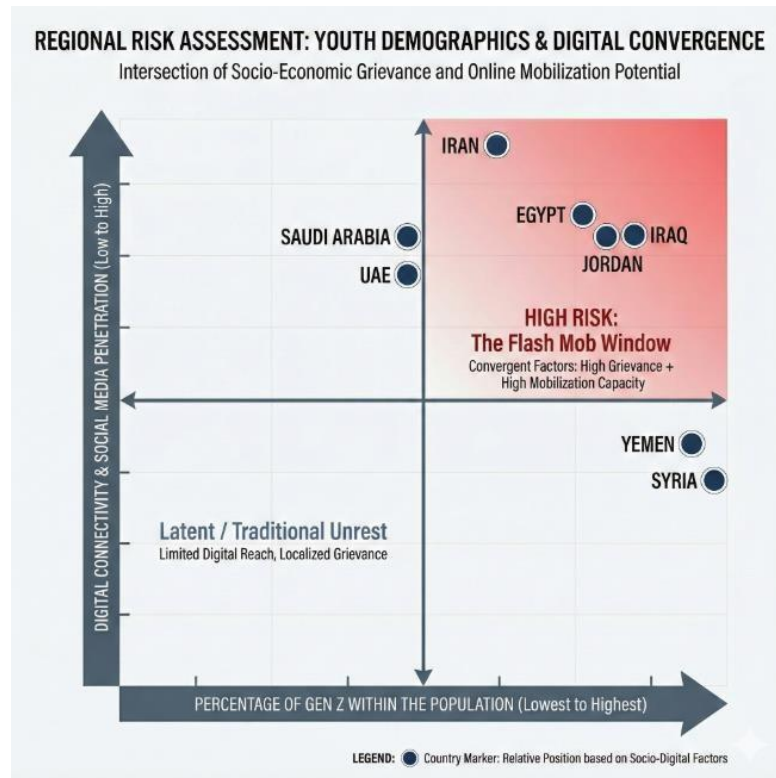 REGIONAL RISK ASSESSMENT: YOUTH DEMOGRAPHICS & DIGITAL CONVERGENCE
Intersection of Socio-Economic Grievance and Online Mobilization Potential
DIGITAL CONNECTIVITY & SOCIAL MEDIA PENETRATION (Low to High)
IRAN
EGYPT
SAUDI ARABIA
IRAQ
JORDAN
UAE
HIGH RISK:
The Flash Mob Window
Convergent Factors: High Grievance +
High Mobilization Capacity
YEMEN
SYRIA
Latent / Traditional Unrest
Limited Digital Reach, Localized Grievance
PERCENTAGE OF GEN Z WITHIN THE POPULATION (Lowest to Highest)
LEGEND: Country Marker: Relative Position based on Socio-Digital Factors